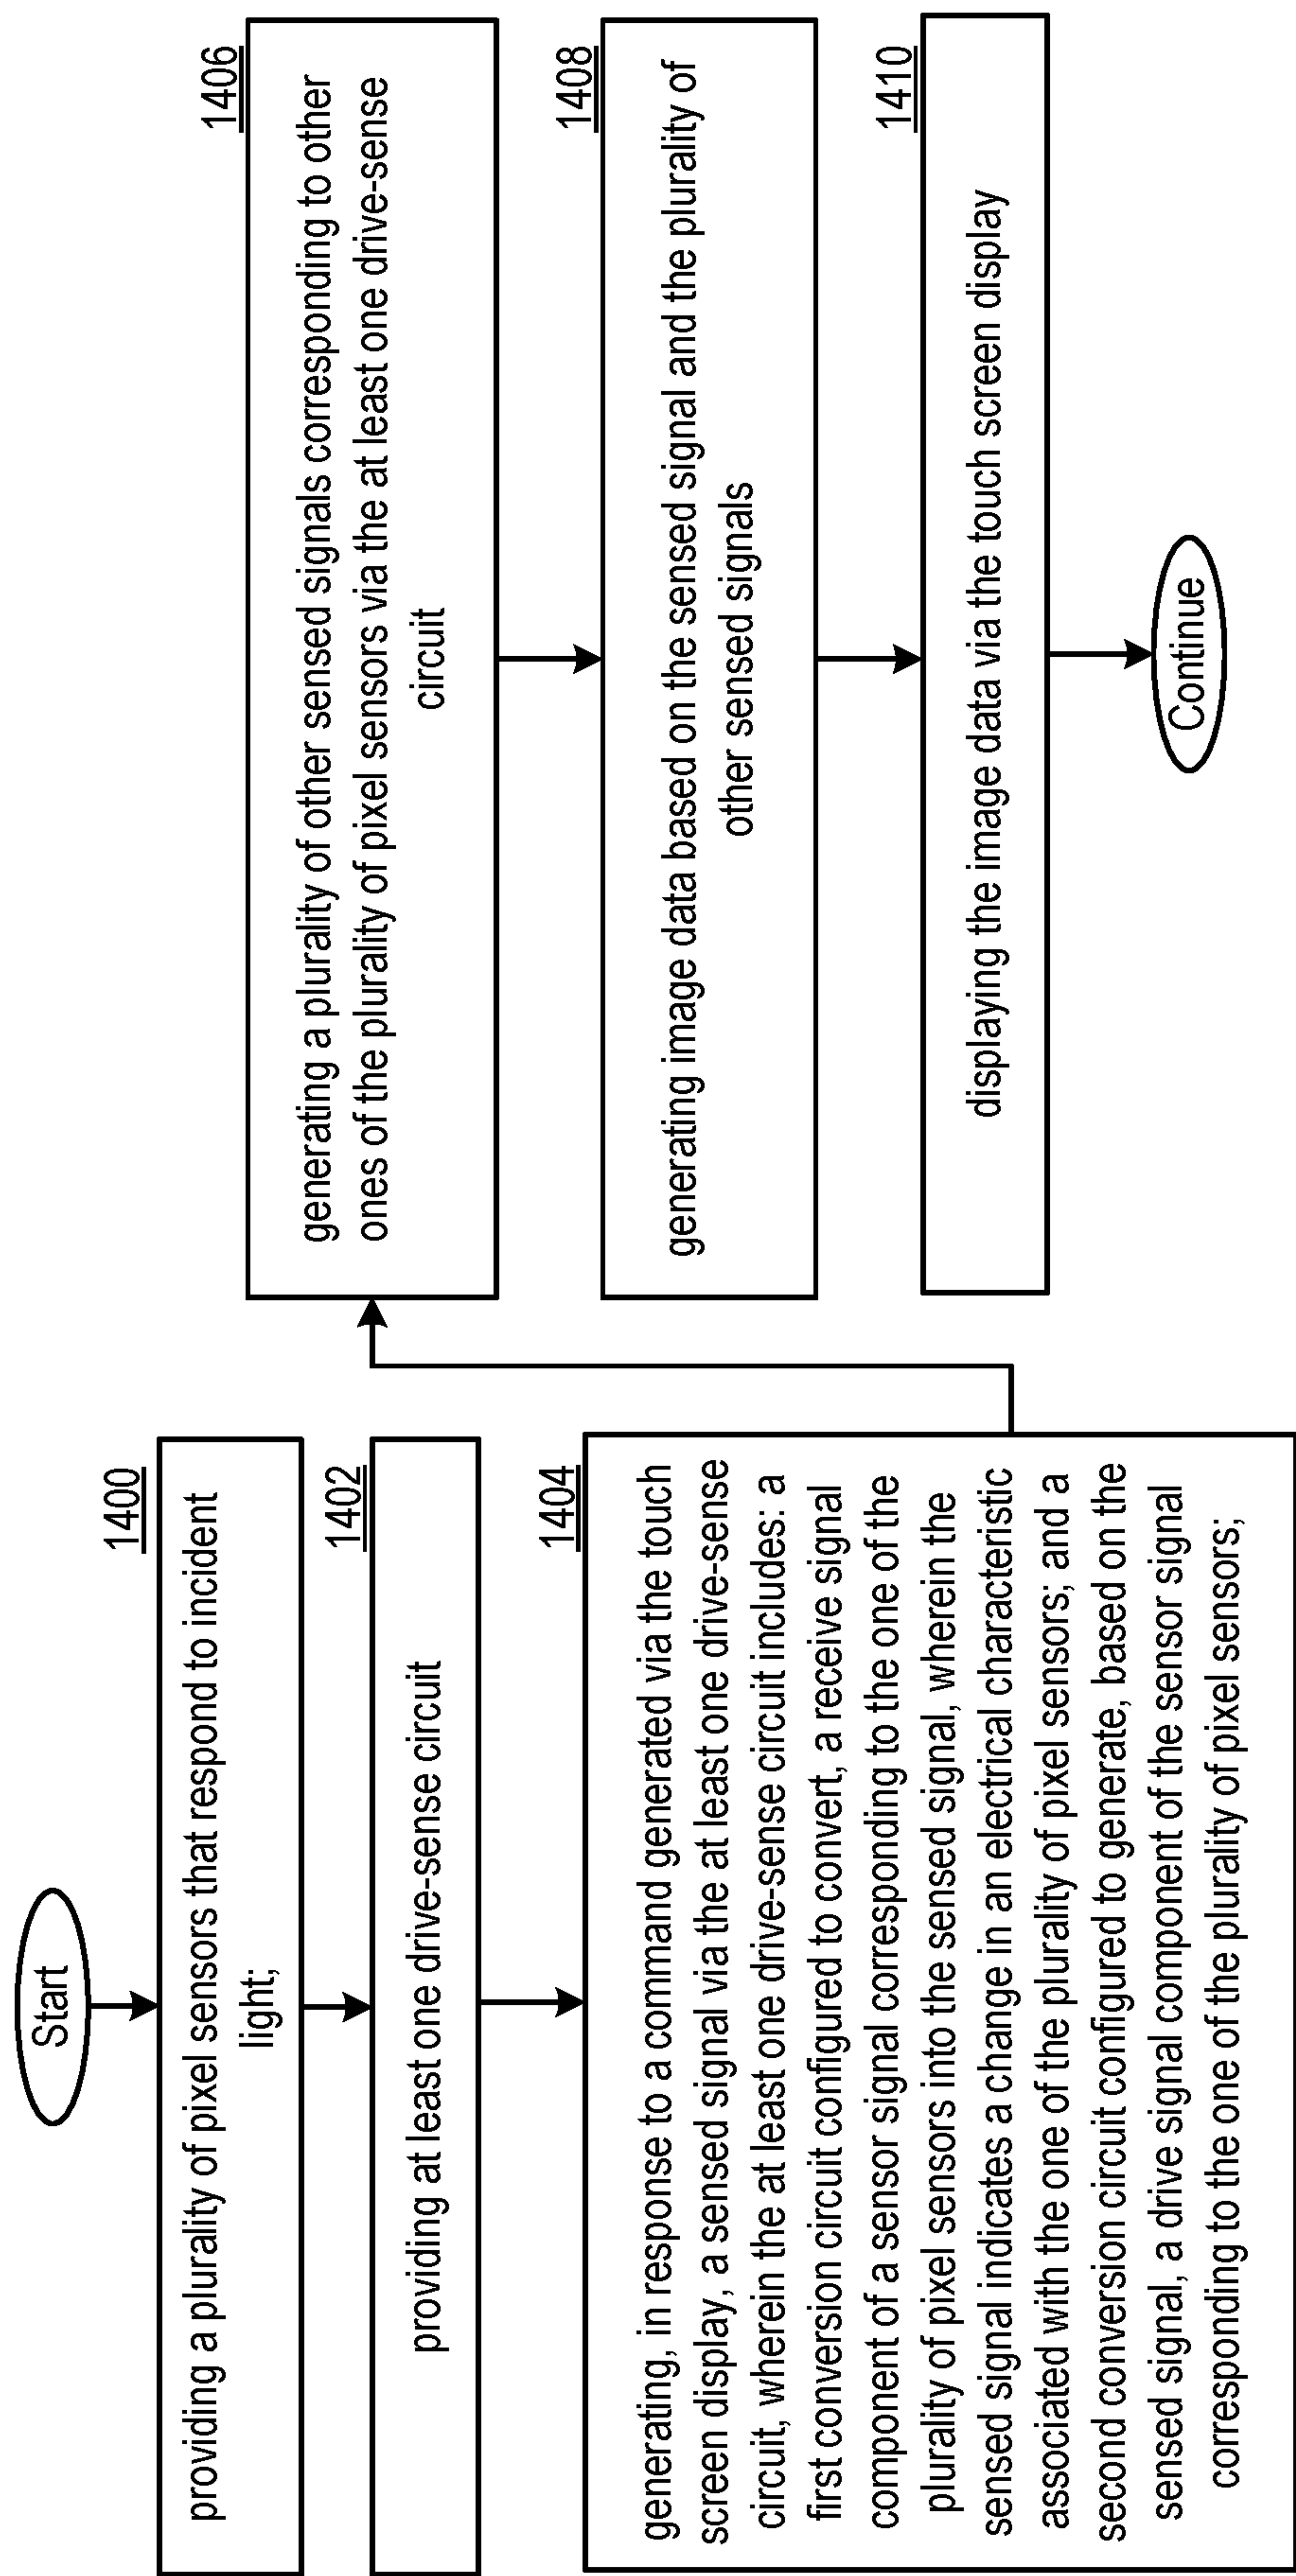 Start
1400
providing a plurality of pixel sensors that respond to incident
light;
1402
providing at least one drive-sense circuit
1404
generating, in response to a command generated via the touch
screen display, a sensed signal via the at least one drive-sense
circuit, wherein the at least one drive-sense circuit includes: a
first conversion circuit configured to convert, a receive signal
component of a sensor signal corresponding to the one of the
plurality of pixel sensors into the sensed signal, wherein the
sensed signal indicates a change in an electrical characteristic
associated with the one of the plurality of pixel sensors; and a
second conversion circuit configured to generate, based on the
sensed signal, a drive signal component of the sensor signal
corresponding to the one of the plurality of pixel sensors;
1406
generating a plurality of other sensed signals corresponding to other
ones of the plurality of pixel sensors via the at least one drive-sense
circuit
1408
generating image data based on the sensed signal and the plurality of
other sensed signals
1410
displaying the image data via the touch screen display
Continue